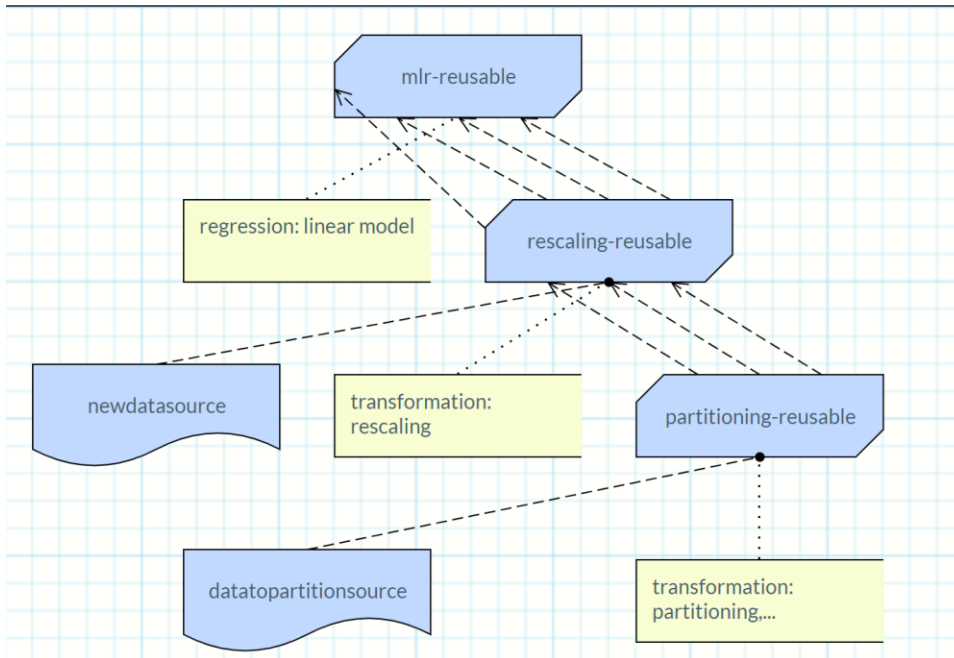 mlr-reusable
regression: linear model
rescaling-reusable
newdatasource
transformation:
rescaling
partitioning-reusable
datatopartitionsource
transformation:
partitioning,...